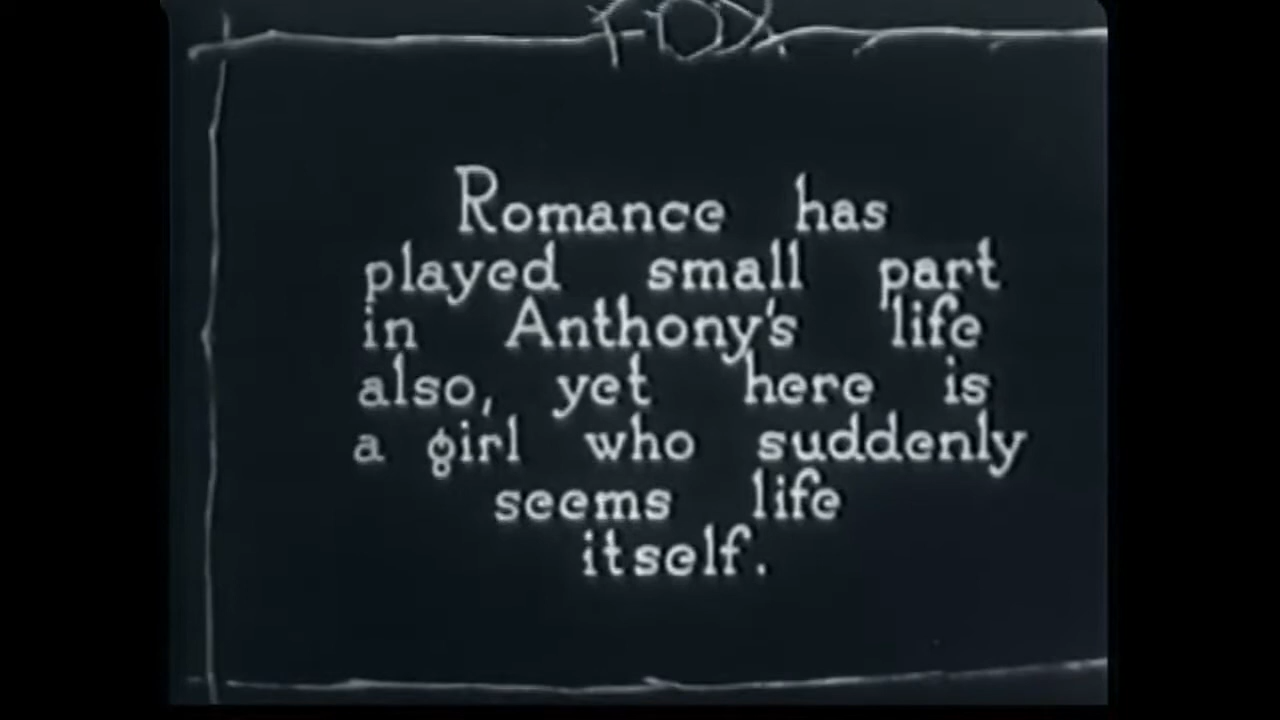 FOX
Romance has
played small part
in Anthony's life
also, yet here is
a girl who suddenly
seems life
itself.